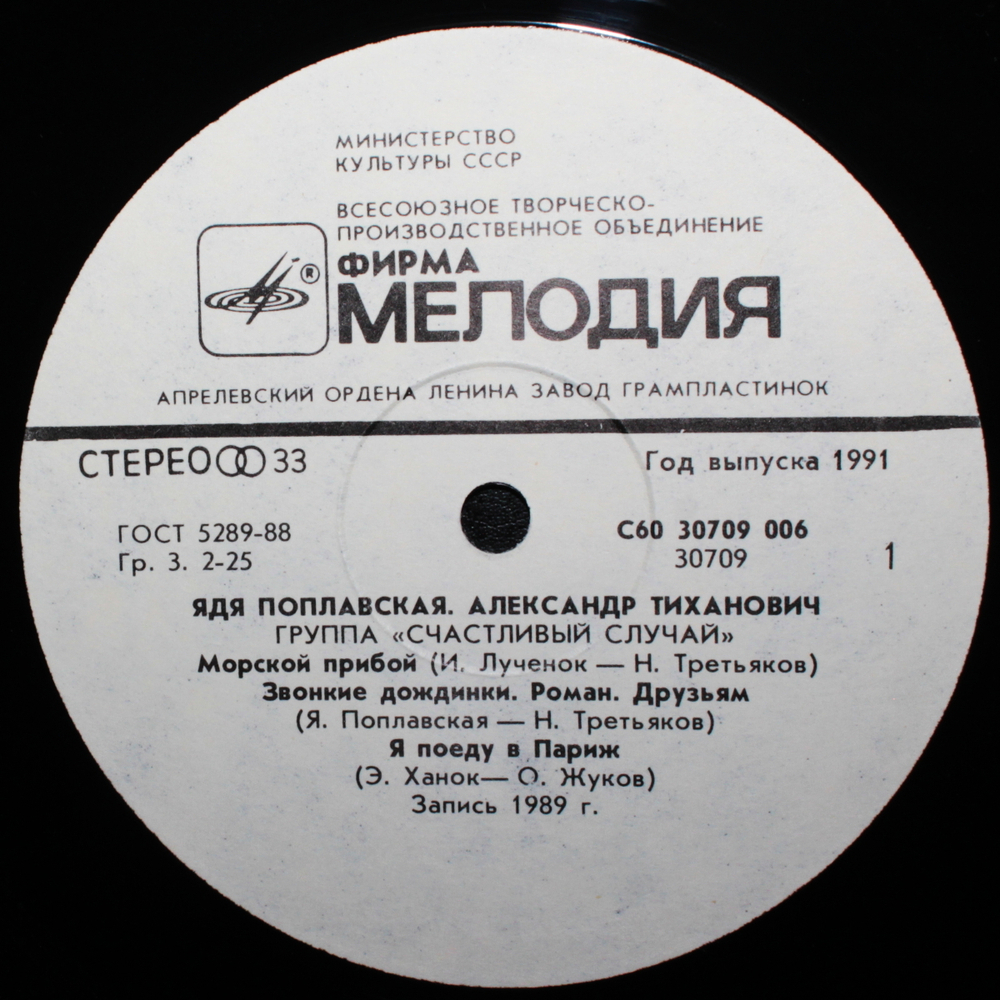 МИНИСТЕРСТВО
КУЛЬТУРЫ СССР
ВСЕСОЮЗНОЕ ТВОРЧЕСКО-
ПРОИЗВОДСТВЕННОЕ ОБЪЕДИНЕНИЕ
ФИРМА
®
МЕЛОДИЯ
АПРЕЛЕВСКИЙ ОРДЕНА ЛЕНИНА ЗАВОД ГРАМПЛАСТИНОК
СТЕРЕО 33
Год выпуска 1991
ГОСТ 5289-88
Гр. 3. 2-25
С60 30709 006
30709
1
ЯДЯ ПОПЛАВСКАЯ. АЛЕКСАНДР ТИХАНОВИЧ
ГРУППА «СЧАСТЛИВЫЙ СЛУЧАЙ»
Морской прибой (И. Лученок — Н. Третьяков)
Звонкие дождинки. Роман. Друзьям
(Я. Поплавская — Н. Третьяков)
Я поеду в Париж
(Э. Ханок— О. Жуков)
Запись 1989 г.